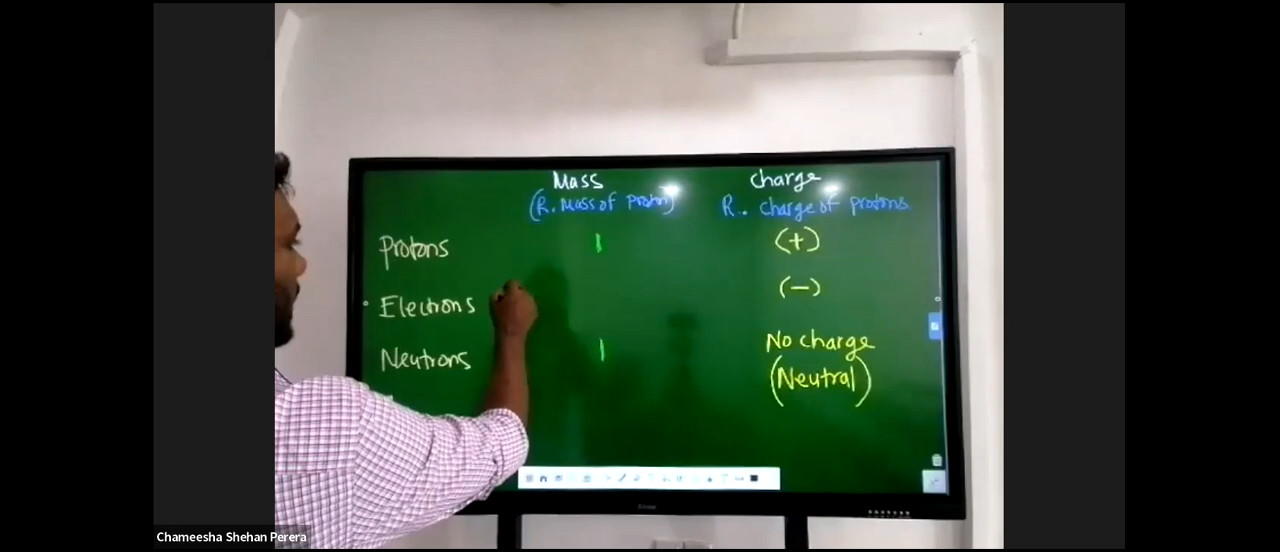 Mass Charge
(R. Mass of Proton) R.. charge of protons
Protons 1 (+)
Electrons (-)
Neutrons 1 No charge
(Neutral)
Chameesha Shehan Perera